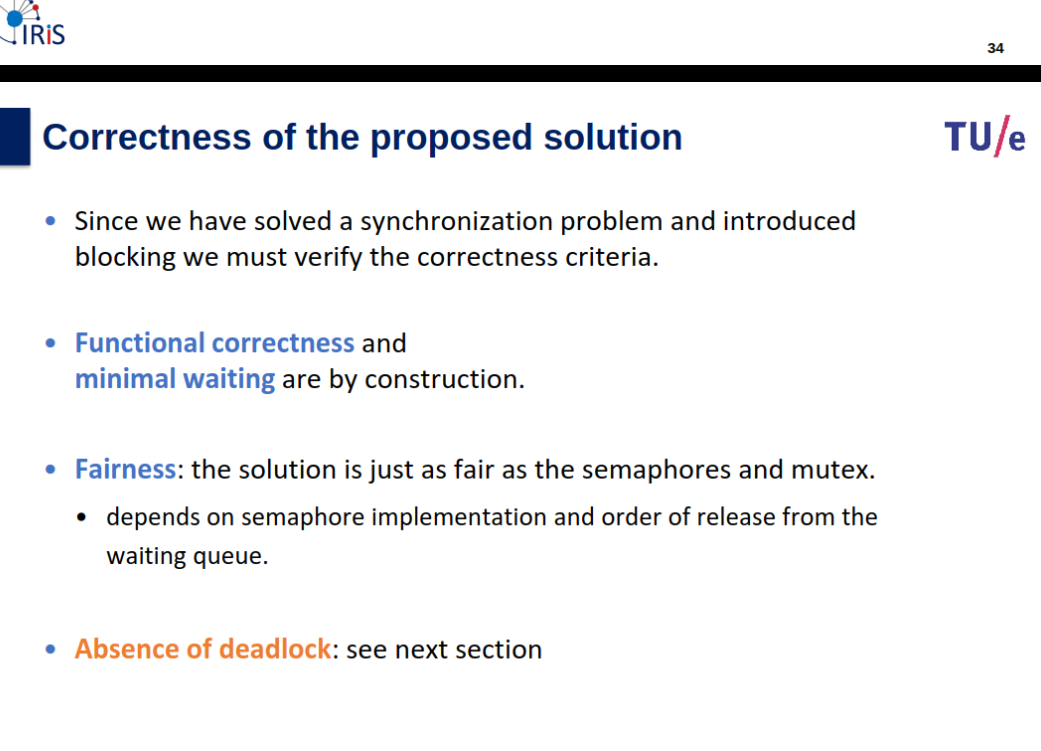 IRiS
34
Correctness of the proposed solution
TU/e
• Since we have solved a synchronization problem and introduced
blocking we must verify the correctness criteria.
• Functional correctness and
minimal waiting are by construction.
• Fairness: the solution is just as fair as the semaphores and mutex.
• depends on semaphore implementation and order of release from the
waiting queue.
• Absence of deadlock: see next section